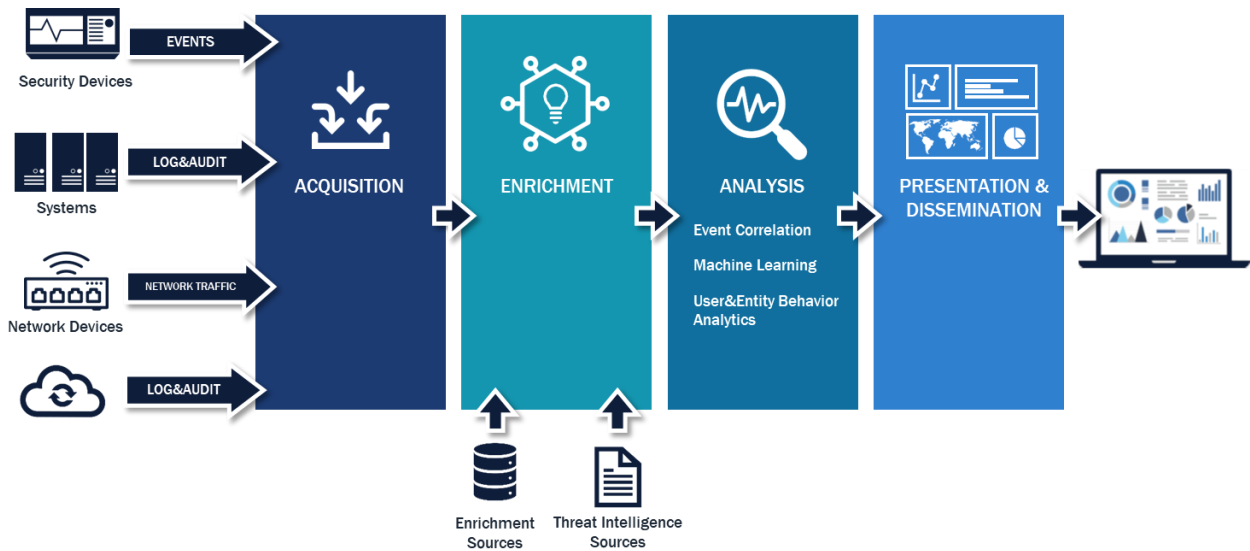 EVENTS
Security Devices
LOG&AUDIT
Systems
NETWORK TRAFFIC
Network Devices
LOG&AUDIT
ACQUISITION
ENRICHMENT
ANALYSIS
Event Correlation
Machine Learning
User&Entity Behavior
Analytics
PRESENTATION &
DISSEMINATION
Enrichment
Sources
Threat Intelligence
Sources